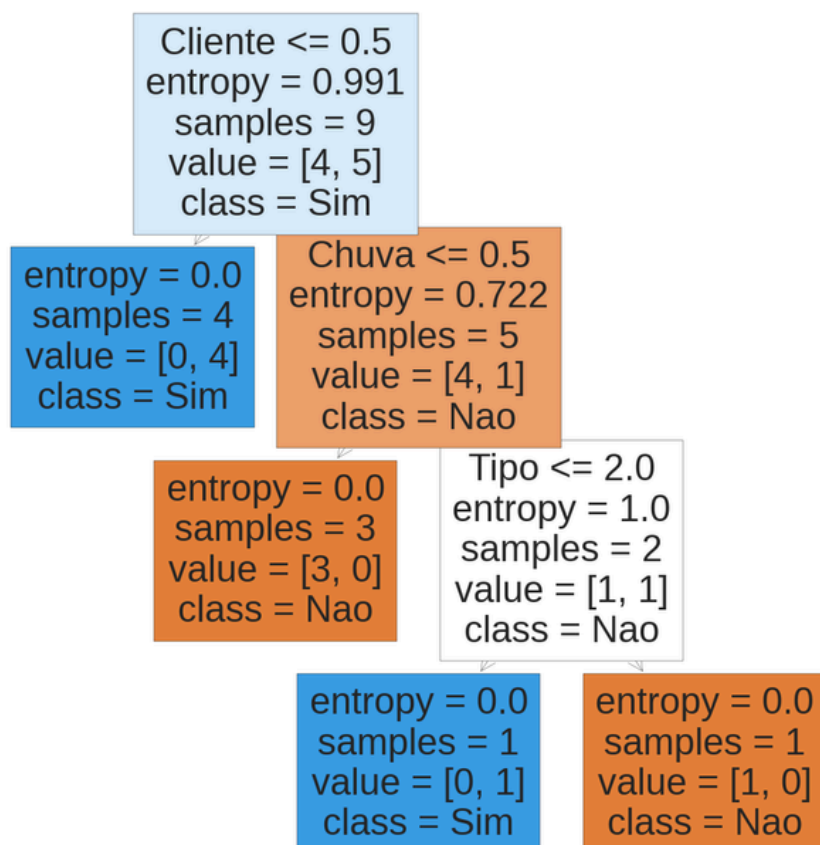 Cliente <= 0.5
entropy = 0.991
samples = 9
value = [4, 5]
class = Sim
entropy = 0.0
samples = 4
value = [0, 4]
class = Sim
Chuva <= 0.5
entropy = 0.722
samples = 5
value = [4, 1]
class = Nao
entropy = 0.0
samples = 3
value = [3, 0]
class = Nao
Tipo <= 2.0
entropy = 1.0
samples = 2
value = [1, 1]
class = Nao
entropy = 0.0
samples = 1
value = [0, 1]
class = Sim
entropy = 0.0
samples = 1
value = [1, 0]
class = Nao